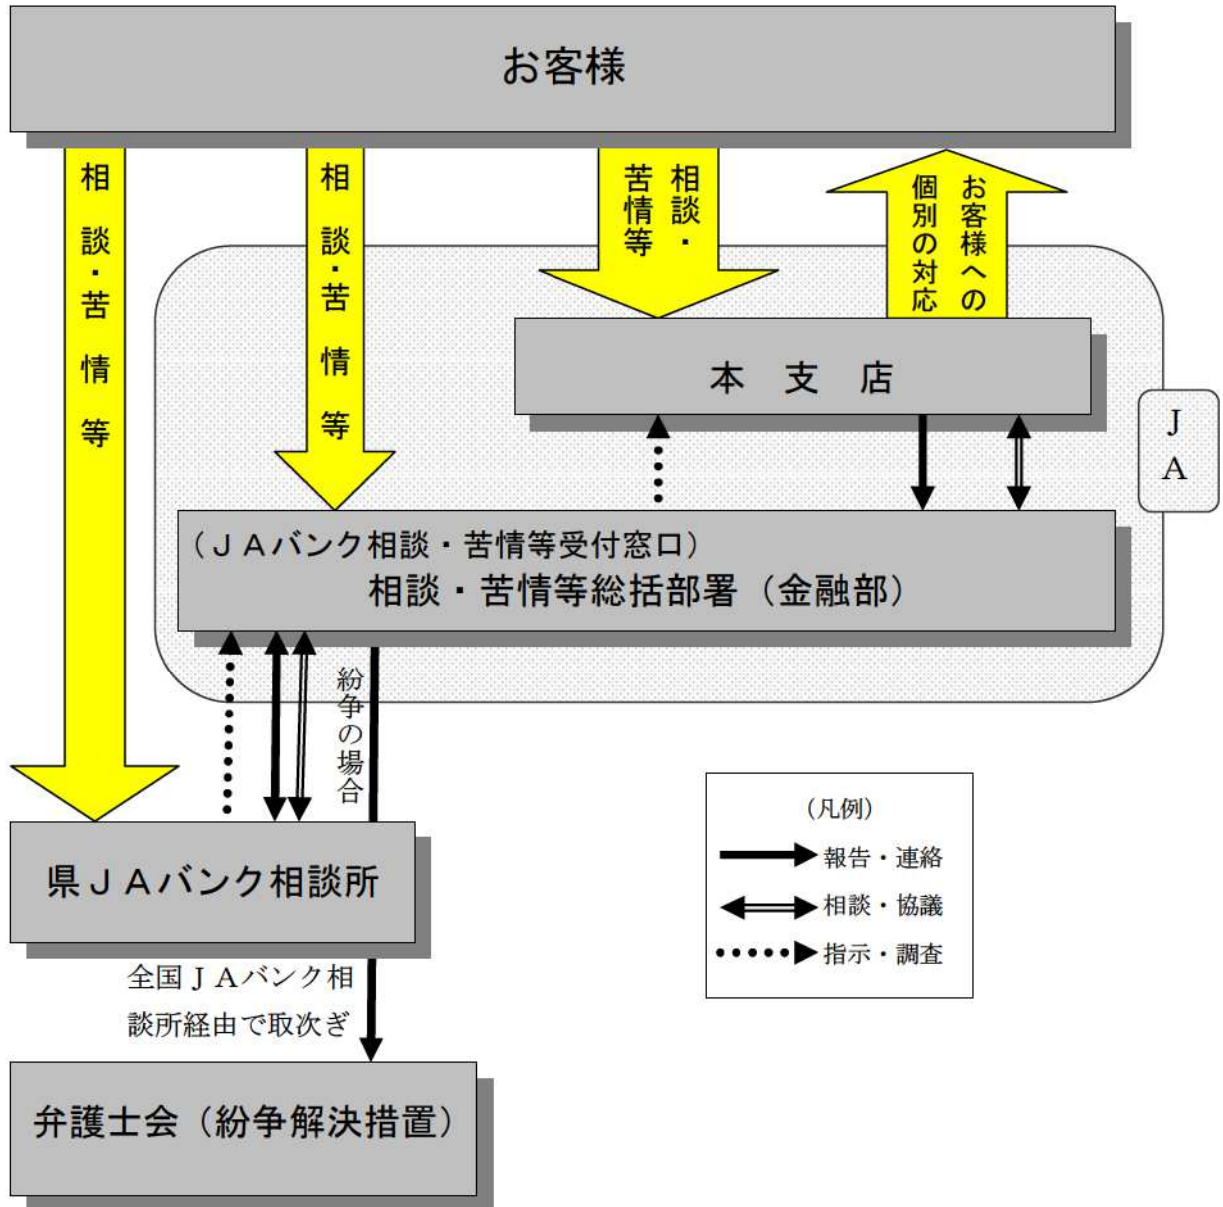 お客様
相談・苦情等
相談・苦情等
相談・
苦情等
お客様への
個別の対応
本 支 店
JA
(JAバンク相談・苦情等受付窓口)
相談・苦情等総括部署(金融部)
紛争の場合
(凡例)
報告・連絡
相談・協議
指示・調査
県JAバンク相談所
全国JAバンク相
談所経由で取次ぎ
弁護士会(紛争解決措置)